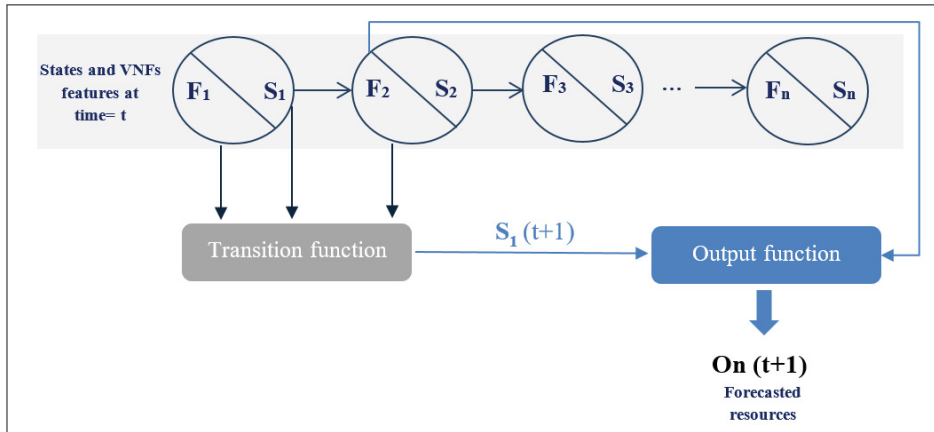 States and VNFs
features at
time= t
F1 S1
F2 S2
F3 S3
...
Fn Sn
Transition function
S1 (t+1)
Output function
On (t+1)
Forecasted
resources